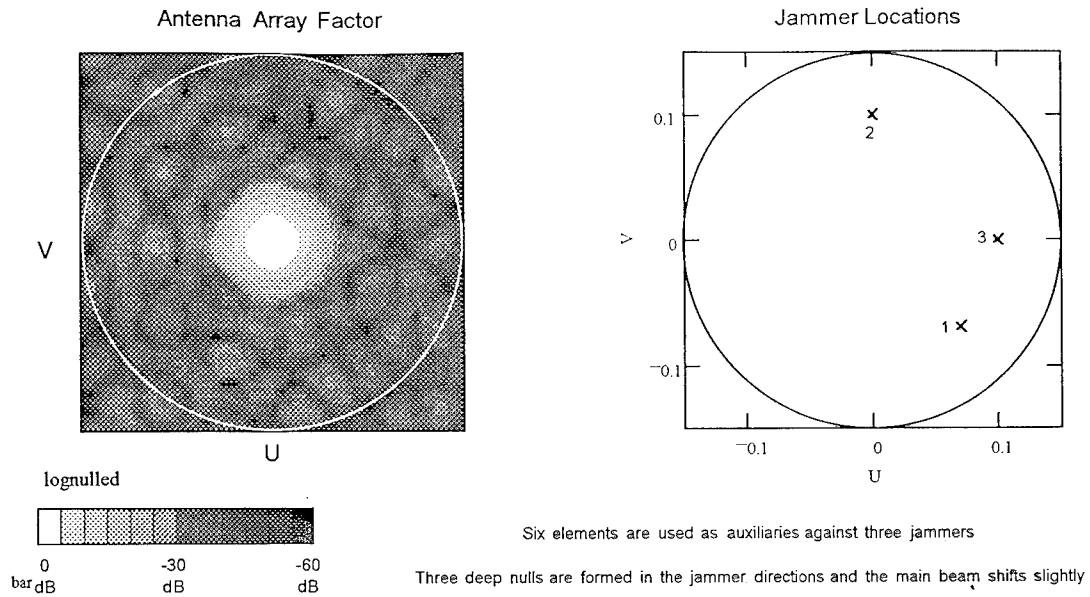 Antenna Array Factor
Jammer Locations
V
U
lognulled
0 -30 -60
bar dB dB dB
0.1
0
-0.1
V
2
3
1
-0.1 0 0.1
U
Six elements are used as auxiliaries against three jammers
Three deep nulls are formed in the jammer directions and the main beam shifts slightly